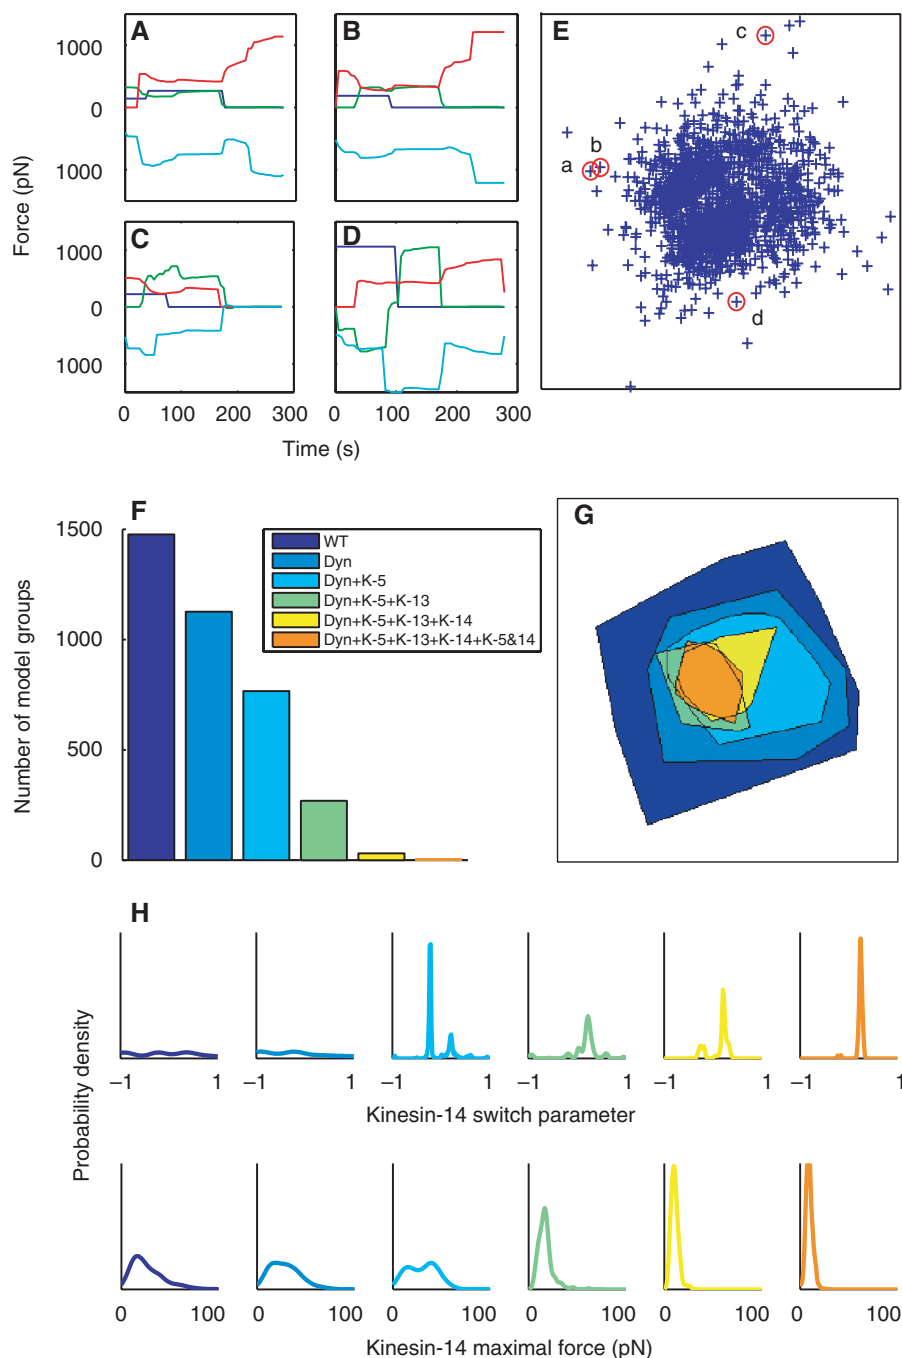 A
B
E
1000
0
1000
Force (pN)
c
b
a
d
C
D
1000
0
1000
0 100 200 300
0 100 200 300
Time (s)
F
G
1500
1000
500
0
Number of model groups
WT
Dyn
Dyn+K-5
Dyn+K-5+K-13
Dyn+K-5+K-13+K-14
Dyn+K-5+K-13+K-14+K-5&14
H
Probability density
−1 1 −1 1 −1 1 −1 1 −1 1 −1 1
Kinesin-14 switch parameter
0 100 0 100 0 100 0 100 0 100 0 100
Kinesin-14 maximal force (pN)